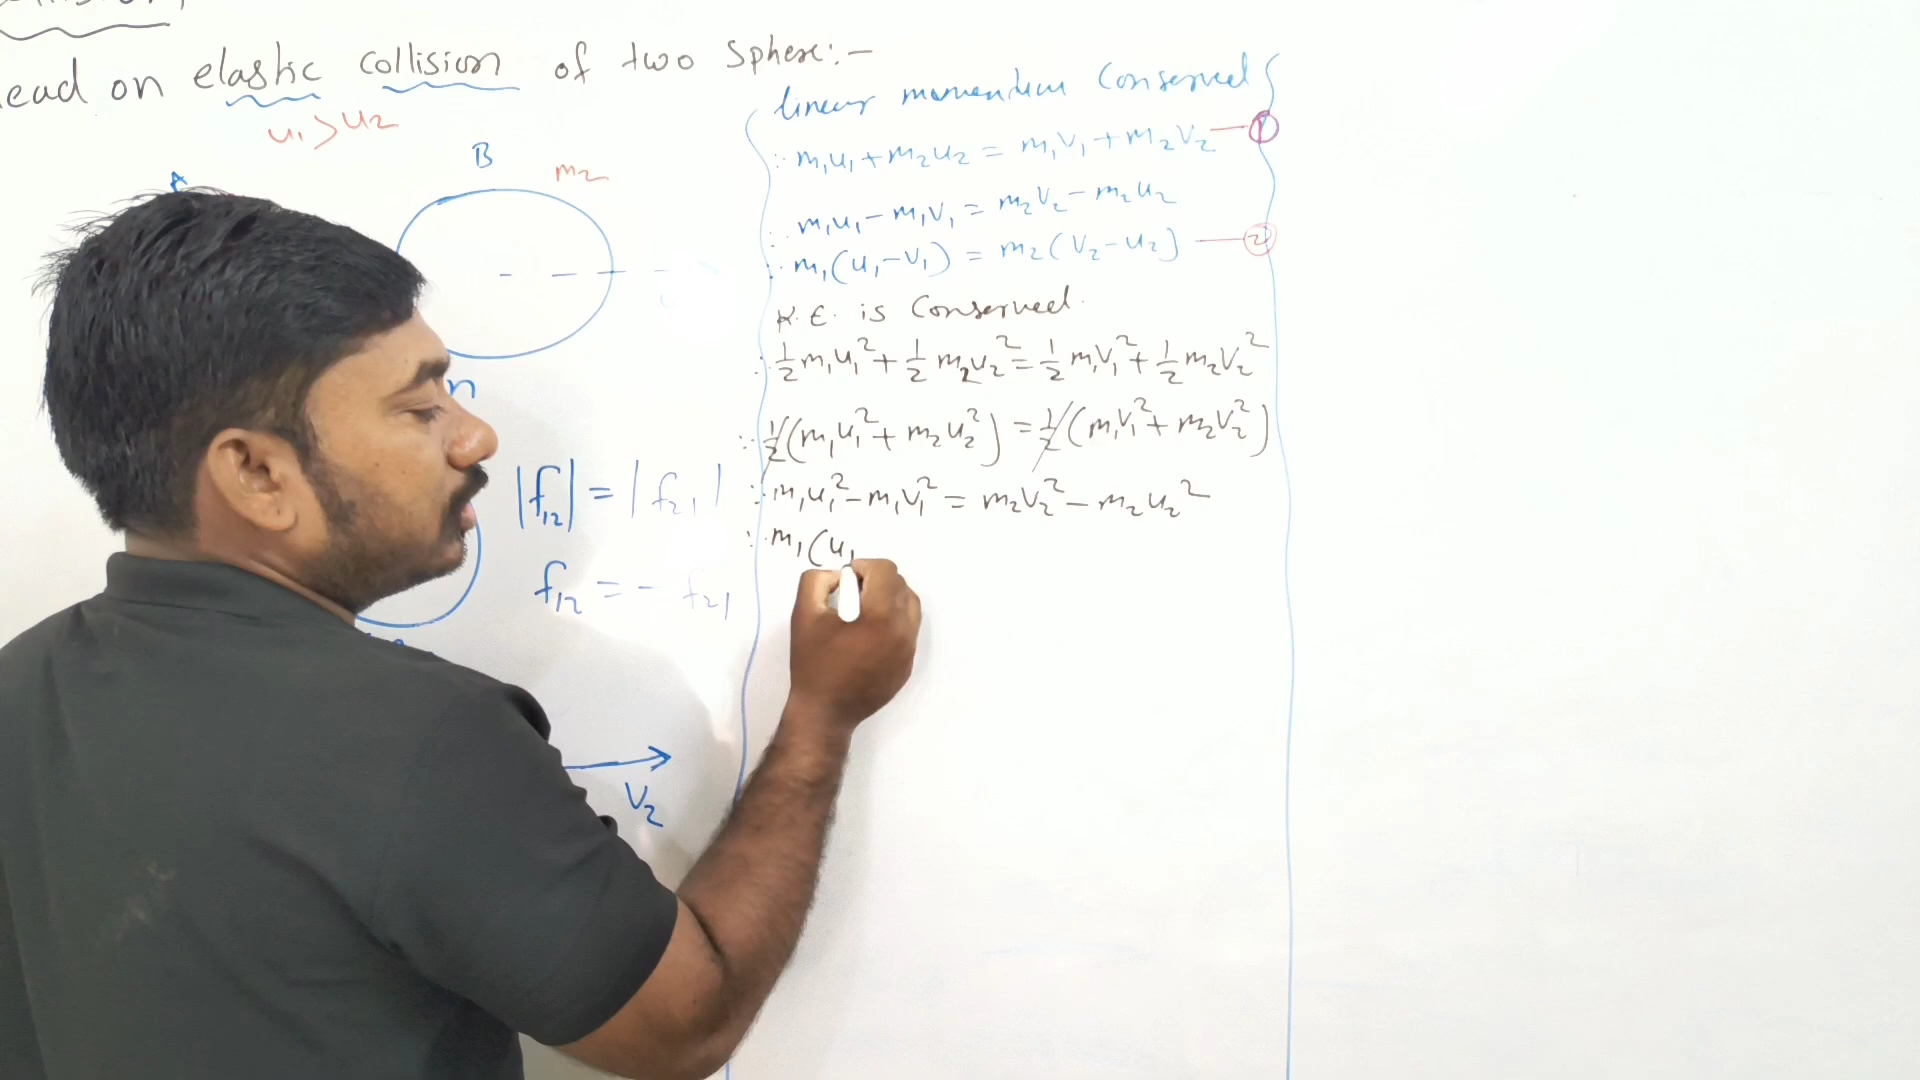 ead on elastic collision of two sphere:-
u₁>u₂
A
B
m₂
n
|f₁₂| = |f₂₁|
f₁₂ = - f₂₁
V₂
linear momendum Conserved
∴ m₁u₁+m₂u₂ = m₁v₁+m₂v₂ — ①
∴ m₁u₁-m₁v₁ = m₂v₂-m₂u₂
∴ m₁(u₁-v₁) = m₂(v₂-u₂) — ②
K.E. is Conserved.
∴ ½m₁u₁²+½m₂u₂²=½m₁v₁²+½m₂v₂²
∴ ½(m₁u₁²+m₂u₂²)=½(m₁v₁²+m₂v₂²)
∴ m₁u₁²-m₁v₁²=m₂v₂²-m₂u₂²
∴ m₁(u₁